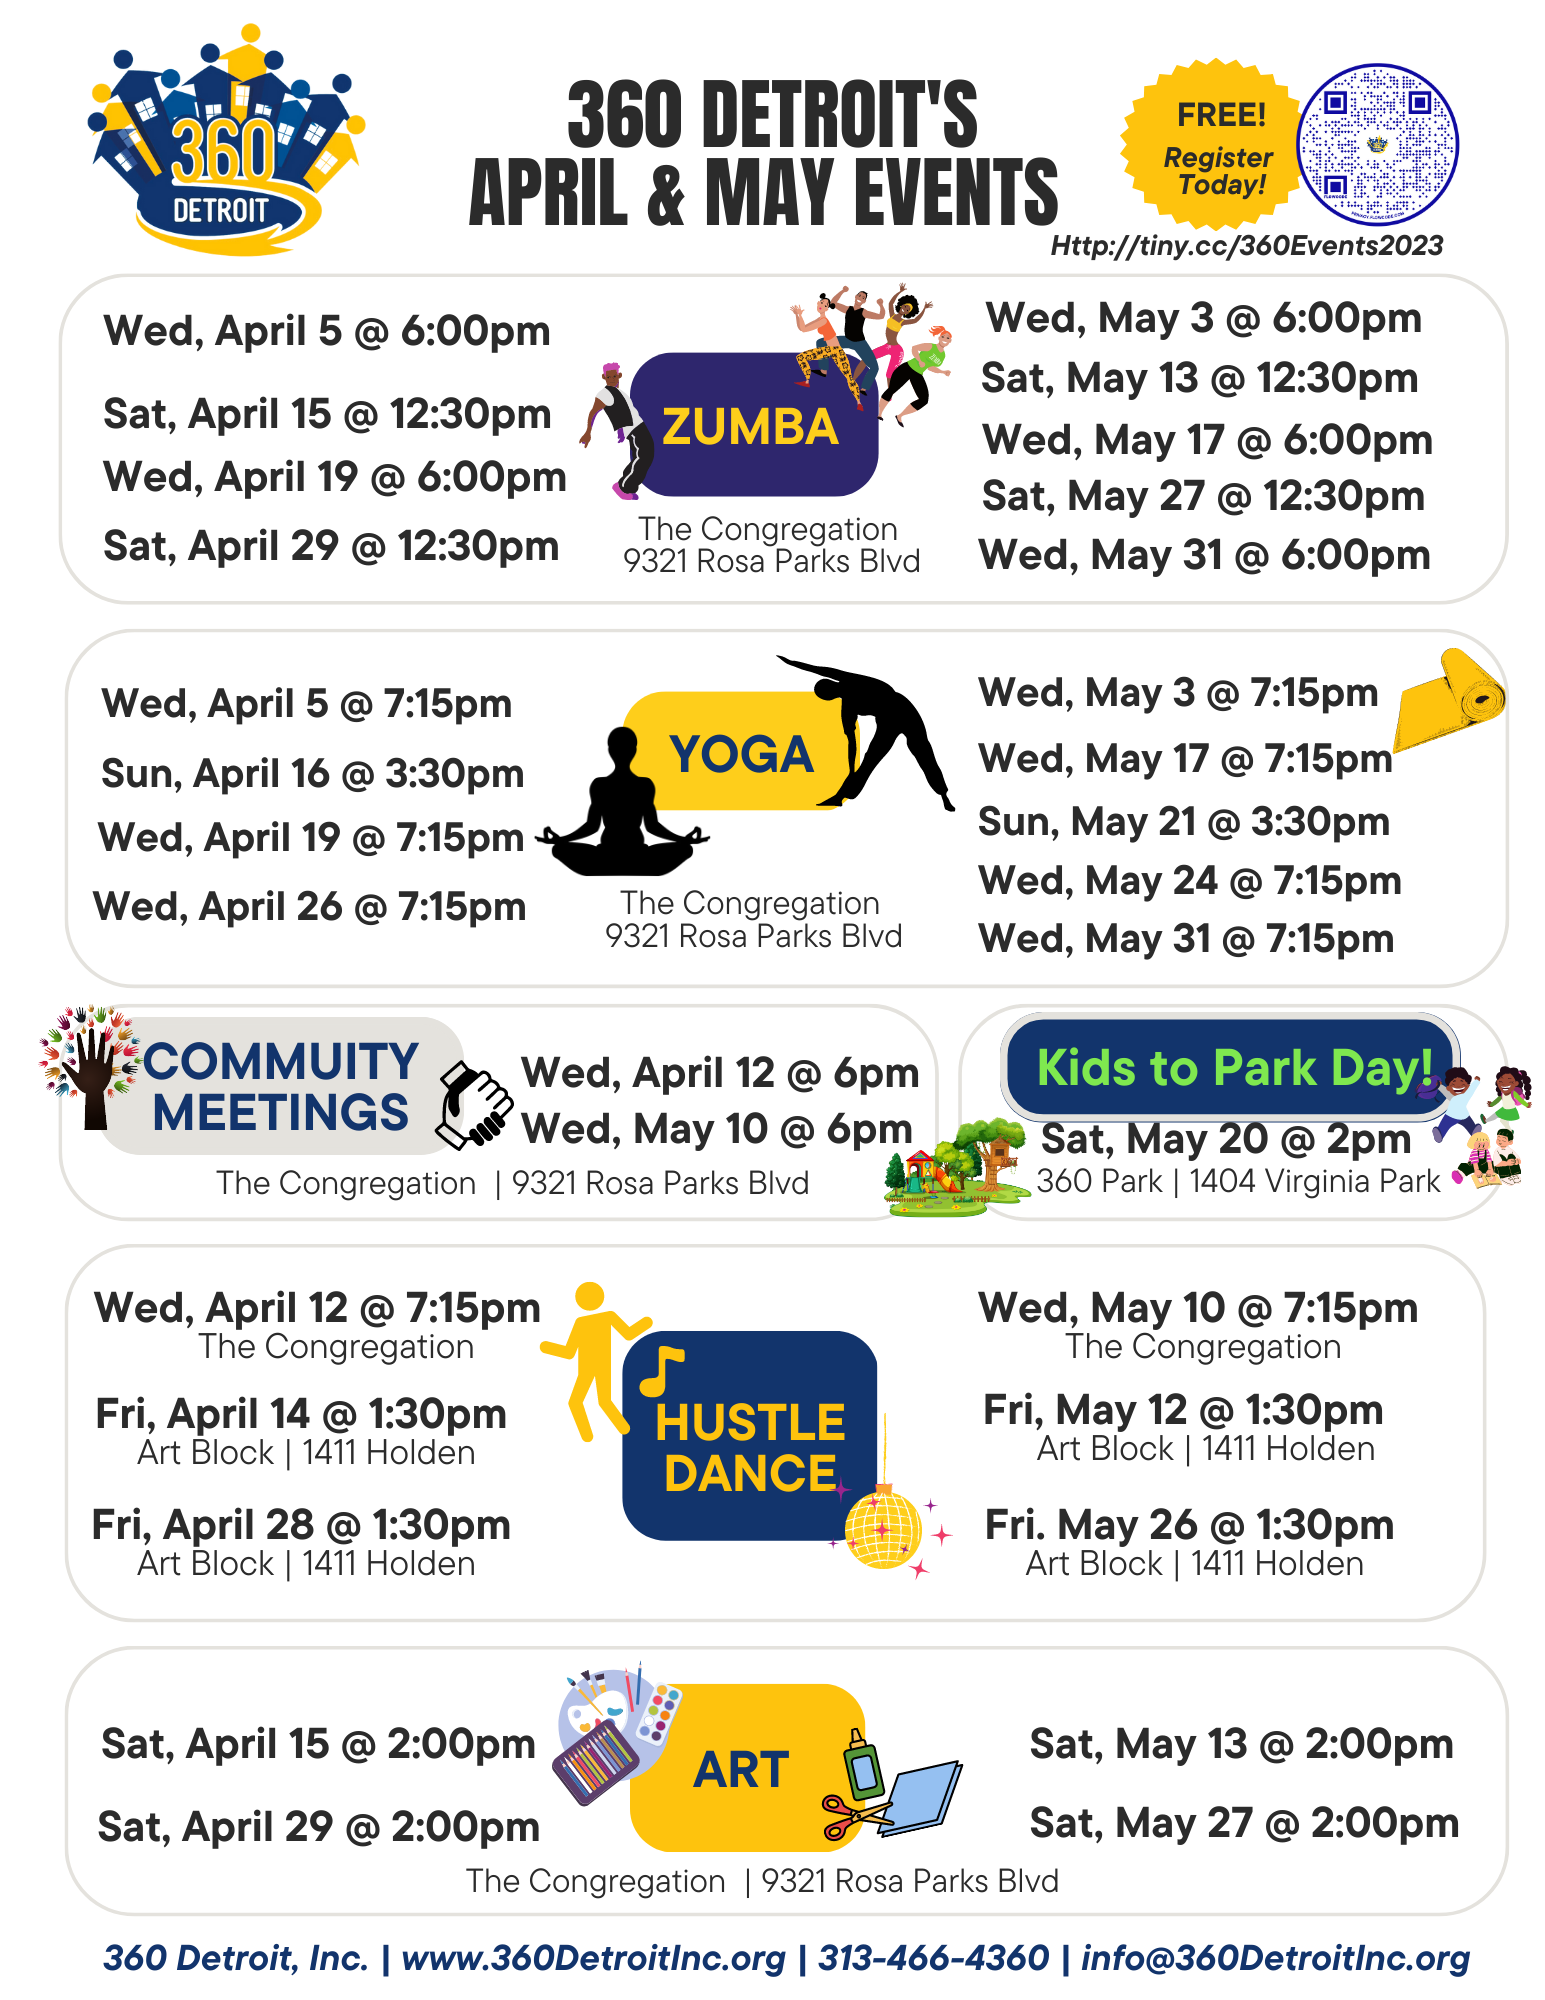 360
DETROIT
360 DETROIT'S
APRIL & MAY EVENTS
FREE!
Register
Today!
FLOWCODE
PRIVACY.FLOWCODE.COM
Http://tiny.cc/360Events2023
Wed, April 5 @ 6:00pm
Sat, April 15 @ 12:30pm
Wed, April 19 @ 6:00pm
Sat, April 29 @ 12:30pm
ZUMBA
The Congregation
9321 Rosa Parks Blvd
Wed, May 3 @ 6:00pm
Sat, May 13 @ 12:30pm
Wed, May 17 @ 6:00pm
Sat, May 27 @ 12:30pm
Wed, May 31 @ 6:00pm
Wed, April 5 @ 7:15pm
Sun, April 16 @ 3:30pm
Wed, April 19 @ 7:15pm
Wed, April 26 @ 7:15pm
YOGA
The Congregation
9321 Rosa Parks Blvd
Wed, May 3 @ 7:15pm
Wed, May 17 @ 7:15pm
Sun, May 21 @ 3:30pm
Wed, May 24 @ 7:15pm
Wed, May 31 @ 7:15pm
COMMUITY
MEETINGS
Wed, April 12 @ 6pm
Wed, May 10 @ 6pm
The Congregation | 9321 Rosa Parks Blvd
Kids to Park Day!
Sat, May 20 @ 2pm
360 Park | 1404 Virginia Park
Wed, April 12 @ 7:15pm
The Congregation
Fri, April 14 @ 1:30pm
Art Block | 1411 Holden
Fri, April 28 @ 1:30pm
Art Block | 1411 Holden
HUSTLE
DANCE
Wed, May 10 @ 7:15pm
The Congregation
Fri, May 12 @ 1:30pm
Art Block | 1411 Holden
Fri. May 26 @ 1:30pm
Art Block | 1411 Holden
Sat, April 15 @ 2:00pm
Sat, April 29 @ 2:00pm
ART
Sat, May 13 @ 2:00pm
Sat, May 27 @ 2:00pm
The Congregation | 9321 Rosa Parks Blvd
360 Detroit, Inc. | www.360DetroitInc.org | 313-466-4360 | info@360DetroitInc.org